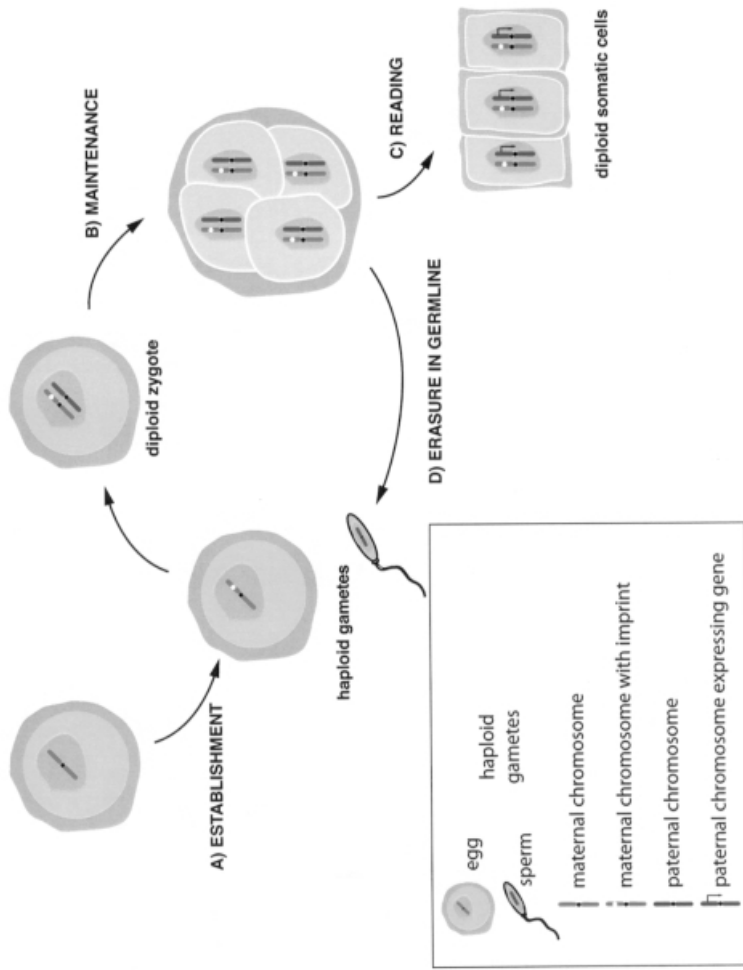 A) ESTABLISHMENT
haploid gametes
diploid zygote
B) MAINTENANCE
C) READING
diploid somatic cells
D) ERASURE IN GERMLINE
egg
sperm
haploid
gametes
maternal chromosome
maternal chromosome with imprint
paternal chromosome
paternal chromosome expressing gene